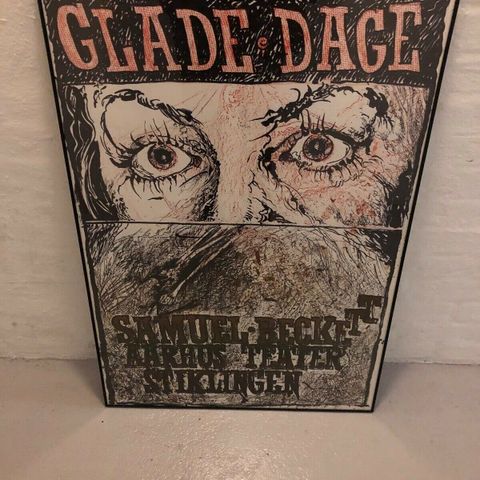 GLADE DAGE
SAMUEL BECKETT
AARHUS TEATER
STIKLINGEN